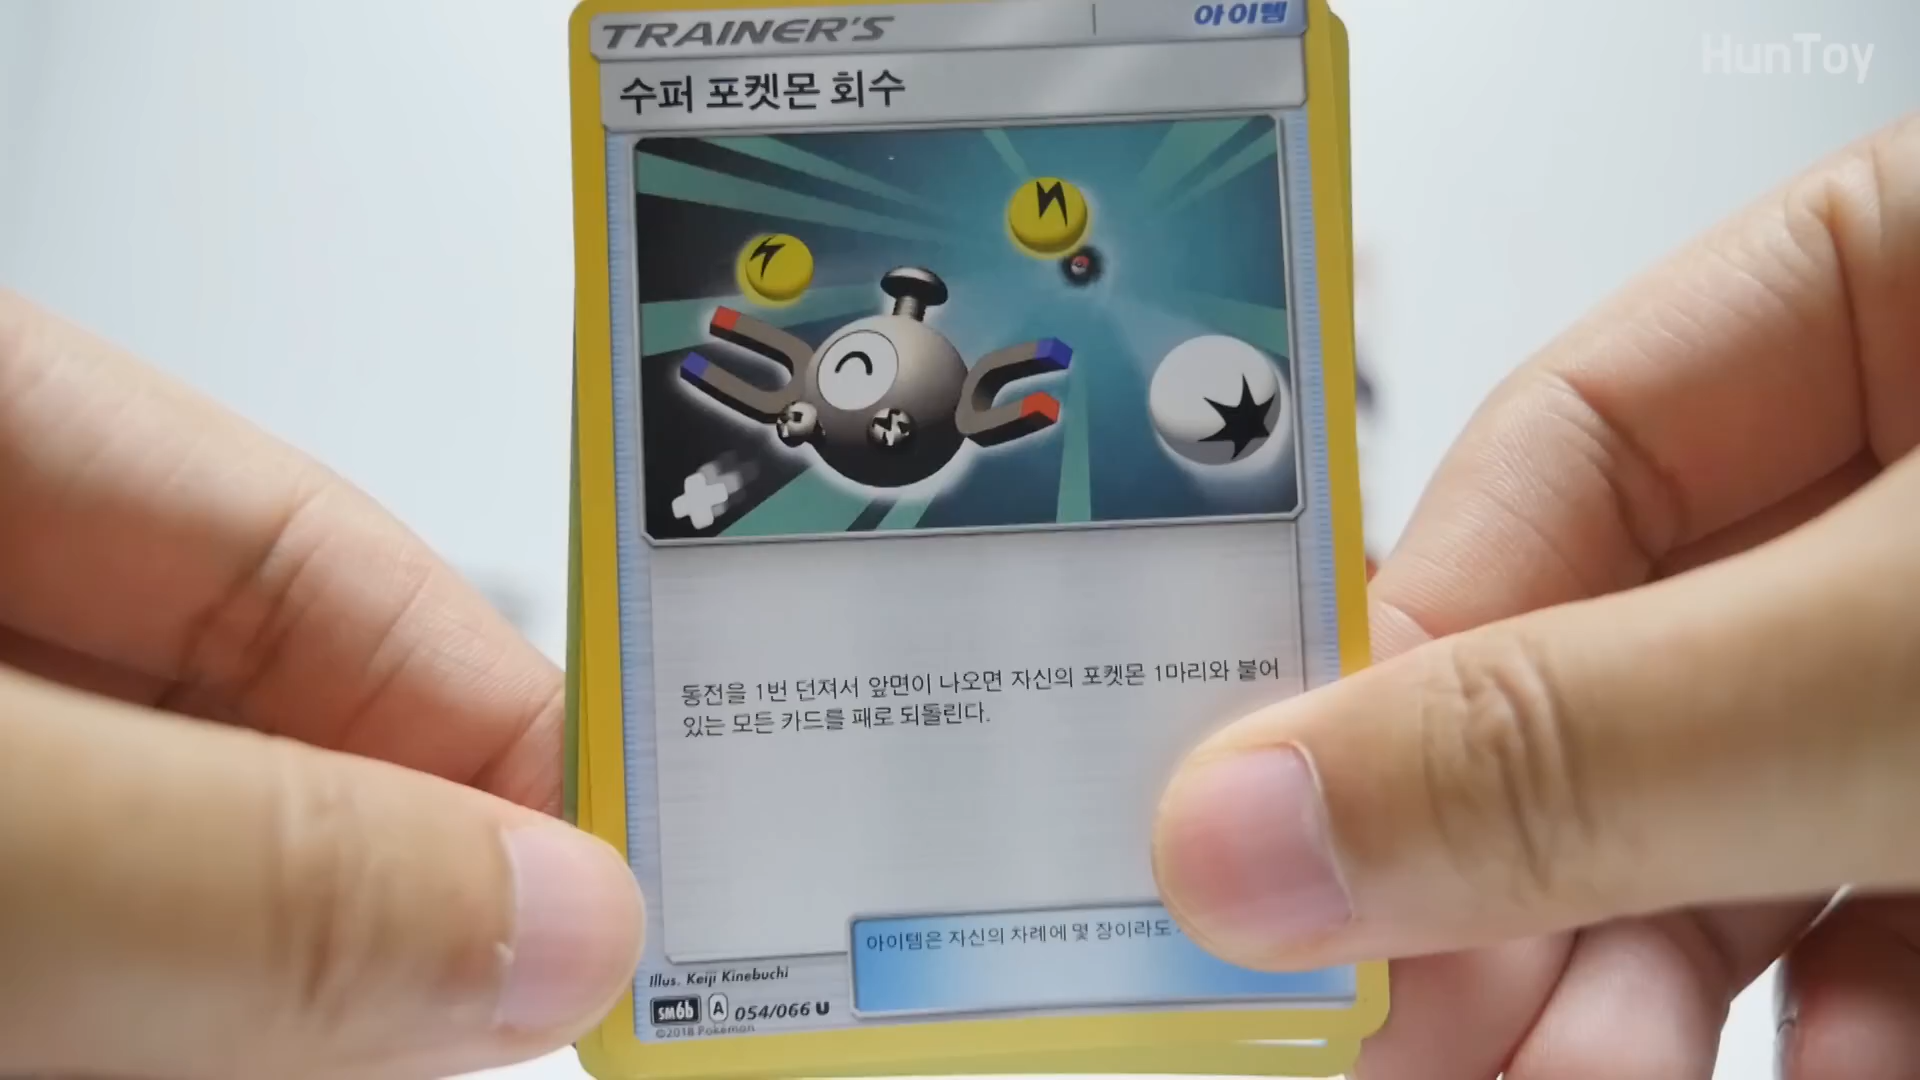 TRAINER'S
아이템
HunToy
수퍼 포켓몬 회수
동전을 1번 던져서 앞면이 나오면 자신의 포켓몬 1마리와 붙어
있는 모든 카드를 패로 되돌린다.
아이템은 자신의 차례에 몇 장이라도
Illus. Keiji Kinebuchi
SM6b A 054/066 U
©2018 Pokémon